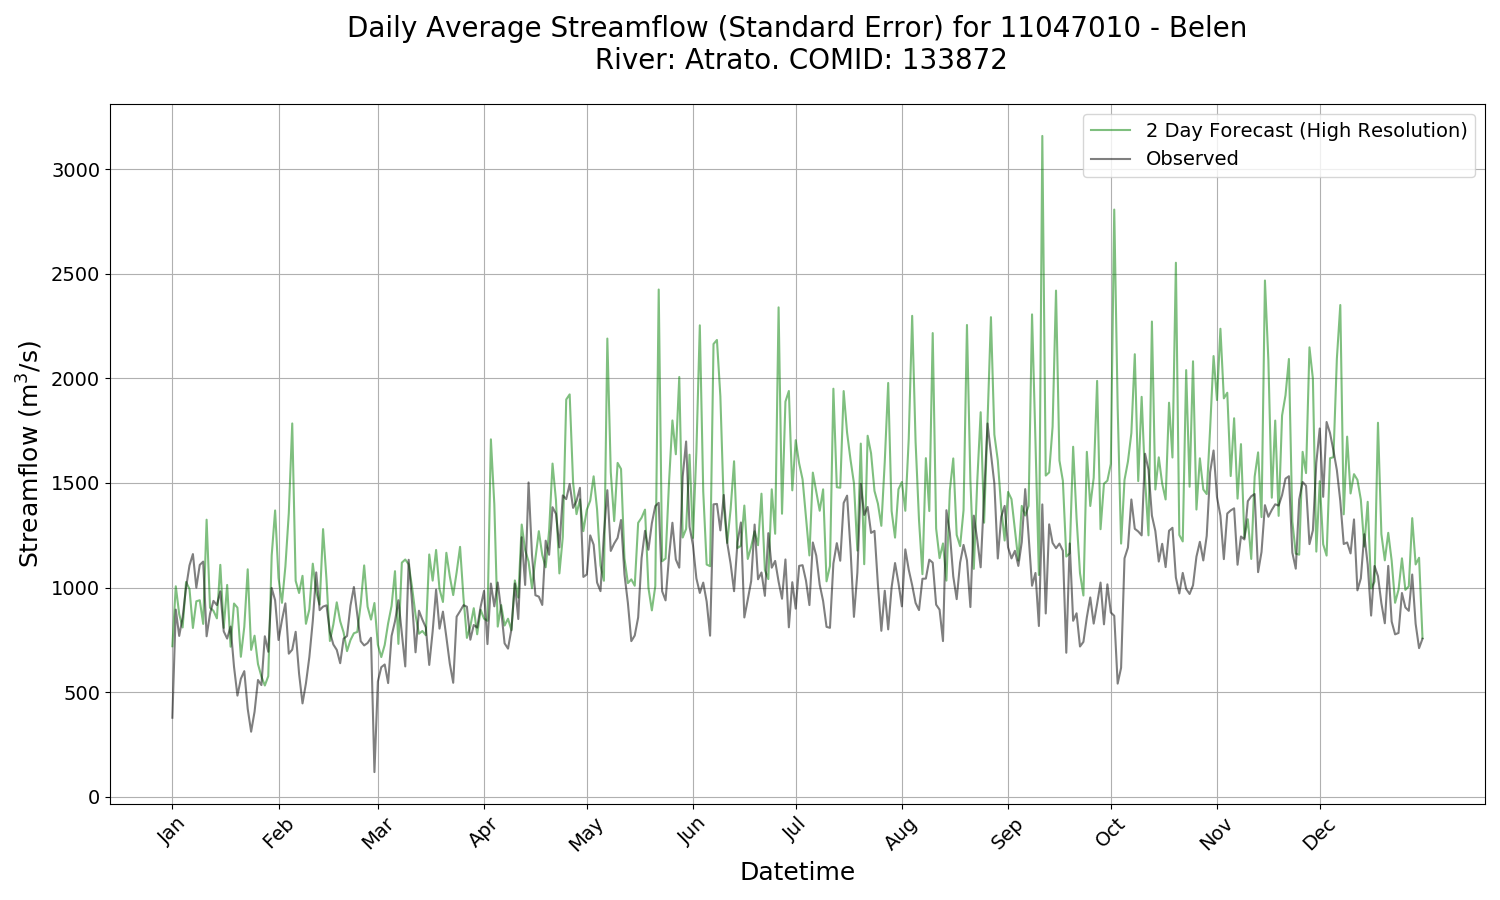 Daily Average Streamflow (Standard Error) for 11047010 - Belen
River: Atrato. COMID: 133872
2 Day Forecast (High Resolution)
Observed
Streamflow (m³/s)
3000
2500
2000
1500
1000
500
0
Jan
Feb
Mar
Apr
May
Jun
Jul
Aug
Sep
Oct
Nov
Dec
Datetime